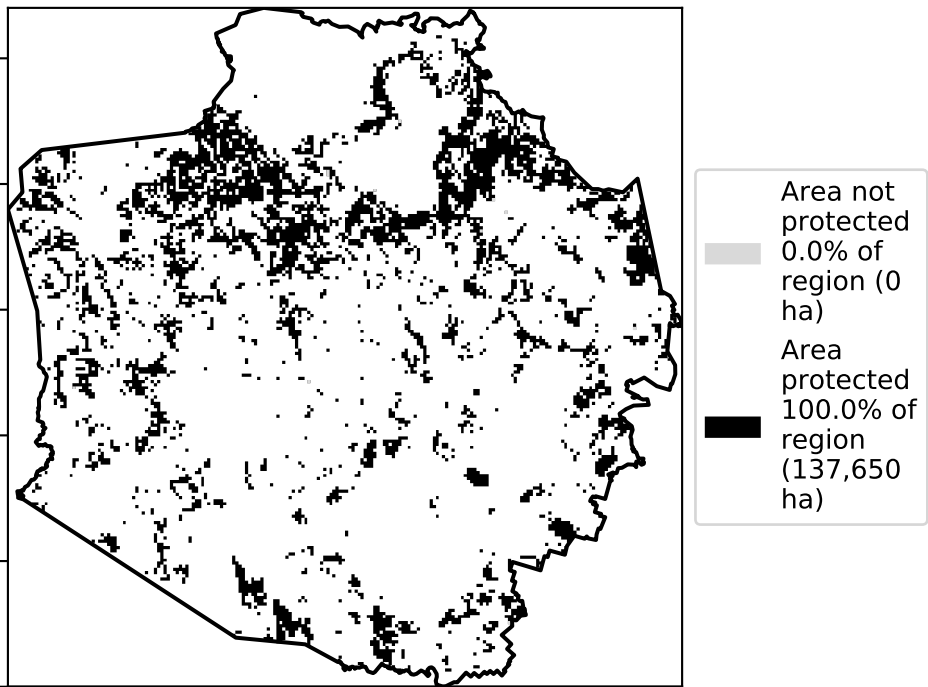 Area not
protected
0.0% of
region (0
ha)
Area
protected
100.0% of
region
(137,650
ha)